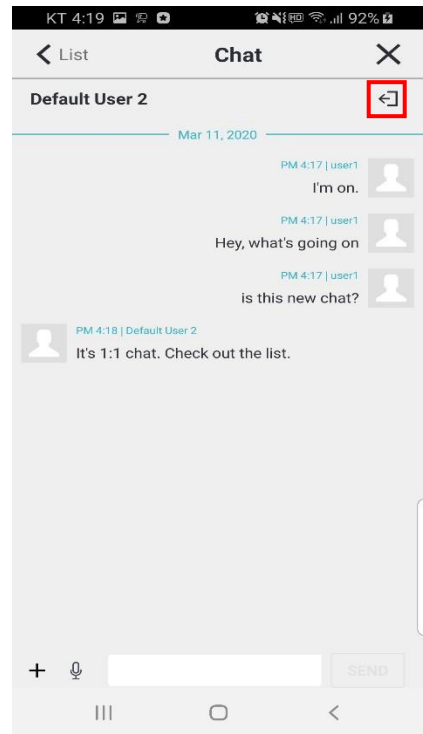 KT 4:19 92%
List Chat
Default User 2
Mar 11, 2020
PM 4:17 | user1
I'm on.
PM 4:17 | user1
Hey, what's going on
PM 4:17 | user1
is this new chat?
PM 4:18 | Default User 2
It's 1:1 chat. Check out the list.
SEND